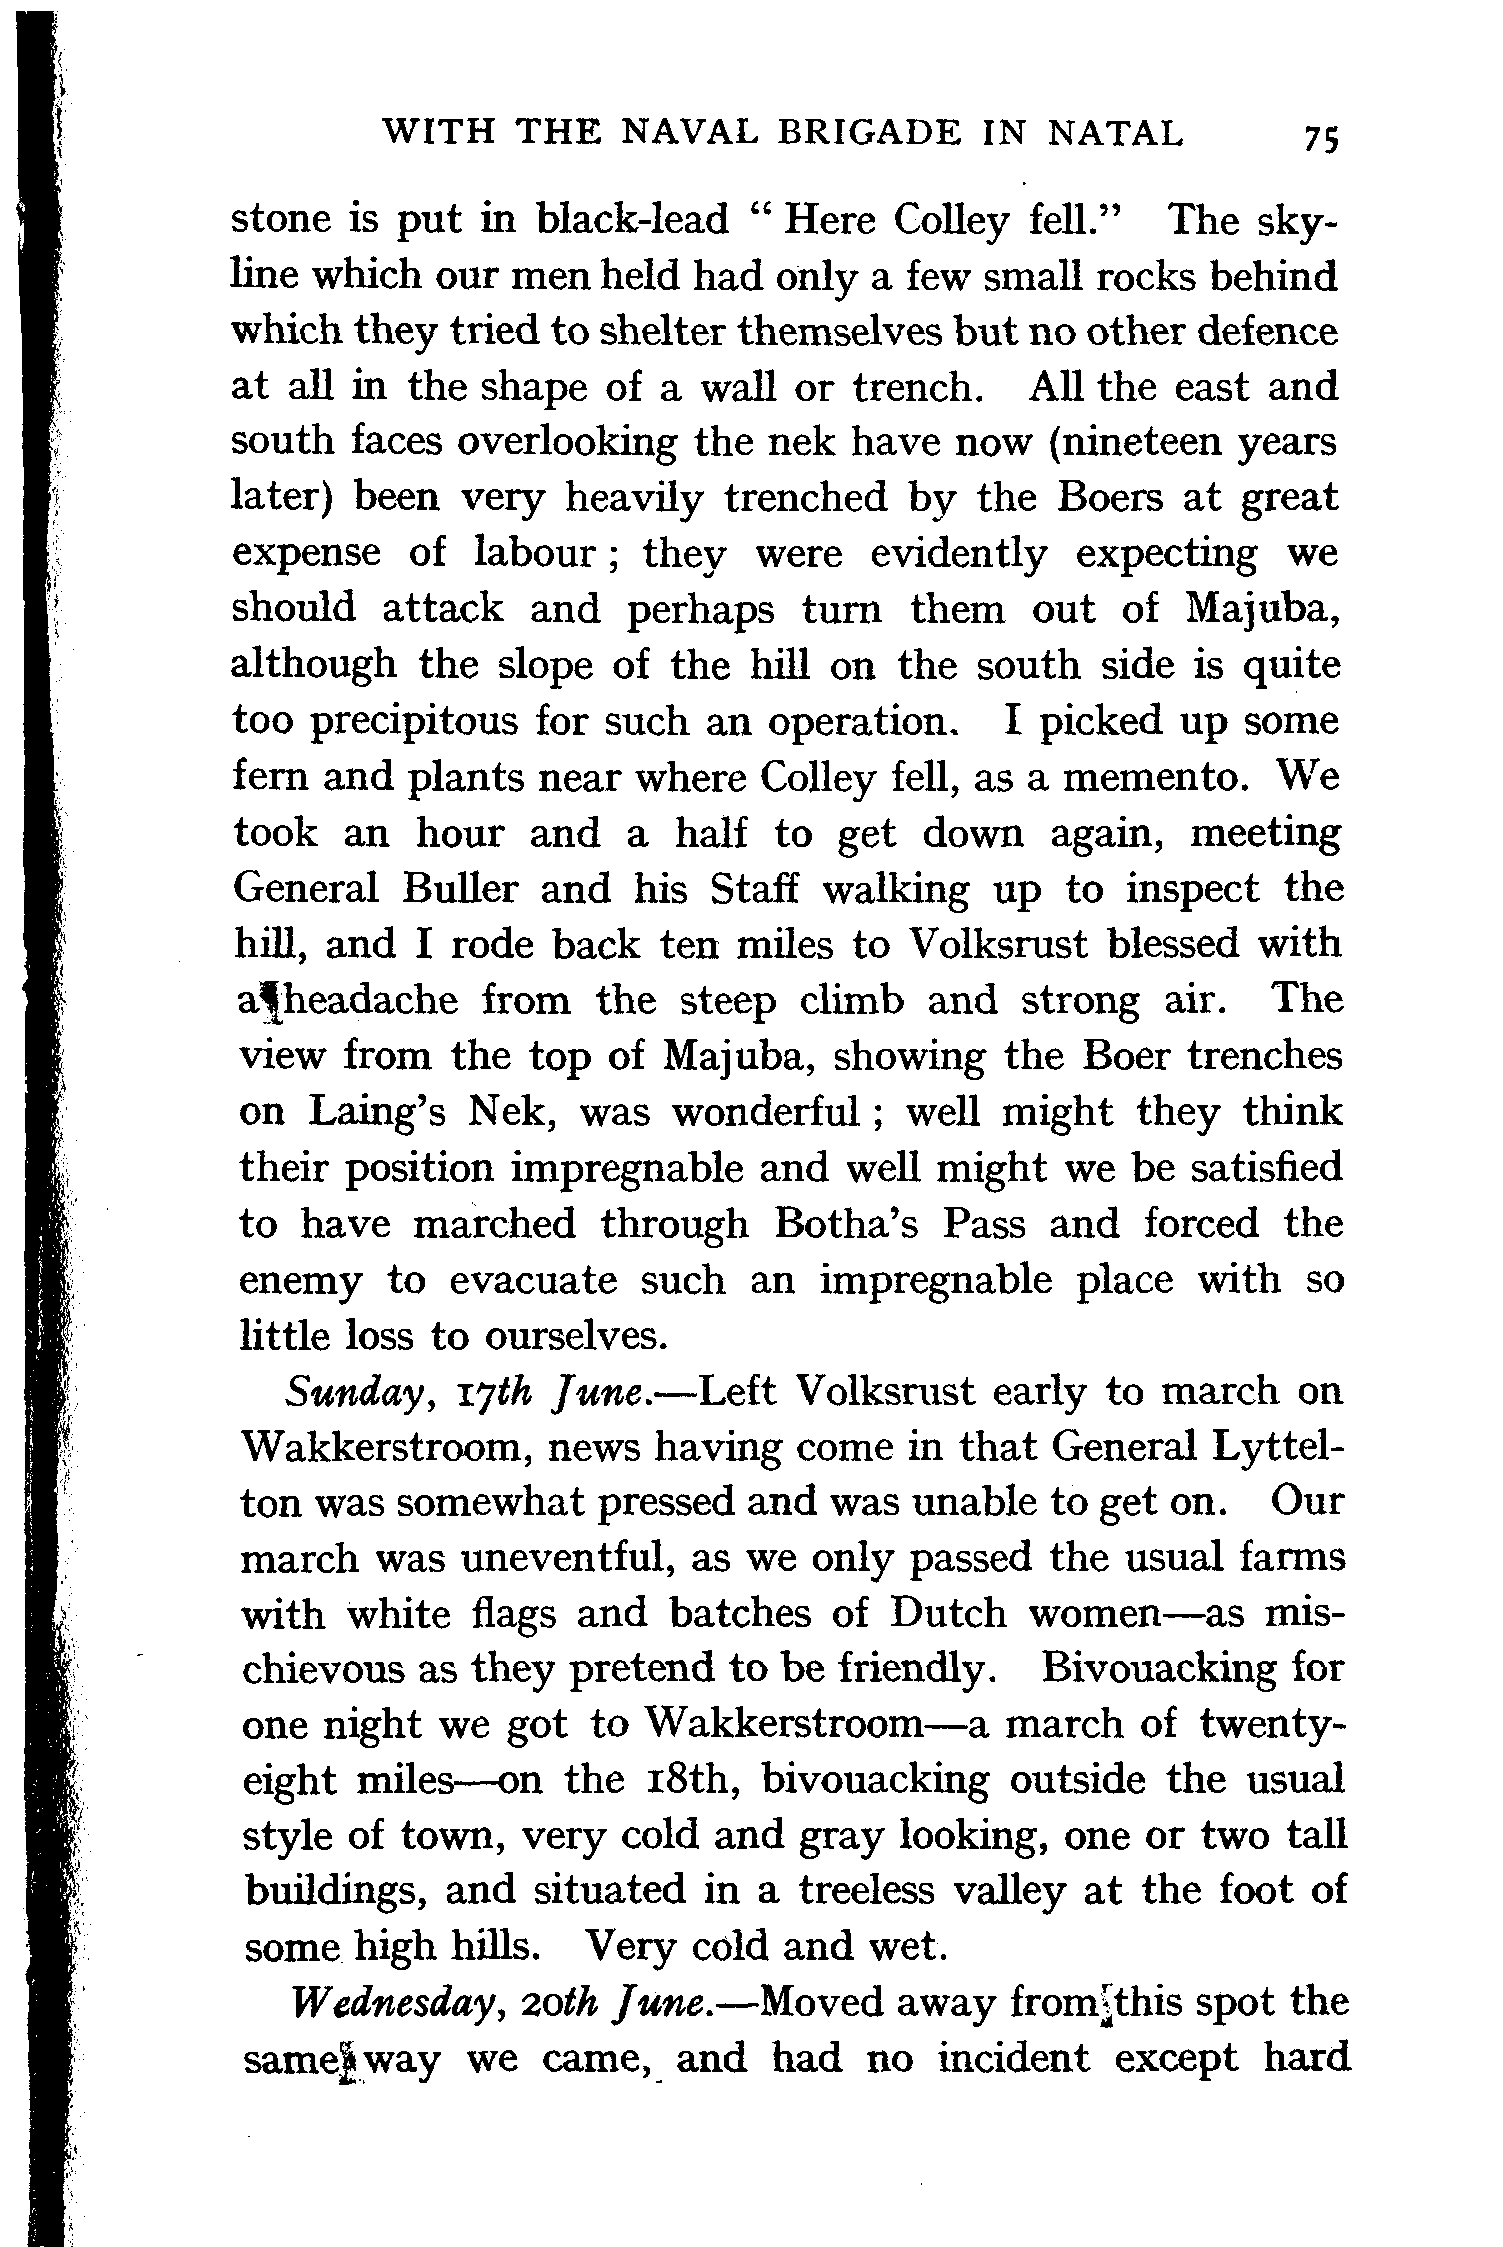 WITH THE NAVAL BRIGADE IN NATAL 75
stone is put in black-lead “ Here Colley fell.” The sky-
line which our men held had only a few small rocks behind
which they tried to shelter themselves but no other defence
at all in the shape of a wall or trench. All the east and
south faces overlooking the nek have now (nineteen years
later) been very heavily trenched by the Boers at great
expense of labour ; they were evidently expecting we
should attack and perhaps turn them out of Majuba,
although the slope of the hill on the south side is quite
too precipitous for such an operation. I picked up some
fern and plants near where Colley fell, as a memento. We
took an hour and a half to get down again, meeting
General Buller and his Staff walking up to inspect the
hill, and I rode back ten miles to Volksrust blessed with
a headache from the steep climb and strong air. The
view from the top of Majuba, showing the Boer trenches
on Laing’s Nek, was wonderful ; well might they think
their position impregnable and well might we be satisfied
to have marched through Botha’s Pass and forced the
enemy to evacuate such an impregnable place with so
little loss to ourselves.
Sunday, 17th June.—Left Volksrust early to march on
Wakkerstroom, news having come in that General Lyttel-
ton was somewhat pressed and was unable to get on. Our
march was uneventful, as we only passed the usual farms
with white flags and batches of Dutch women—as mis-
chievous as they pretend to be friendly. Bivouacking for
one night we got to Wakkerstroom—a march of twenty-
eight miles—on the 18th, bivouacking outside the usual
style of town, very cold and gray looking, one or two tall
buildings, and situated in a treeless valley at the foot of
some high hills. Very cold and wet.
Wednesday, 20th June.—Moved away from this spot the
same way we came, and had no incident except hard